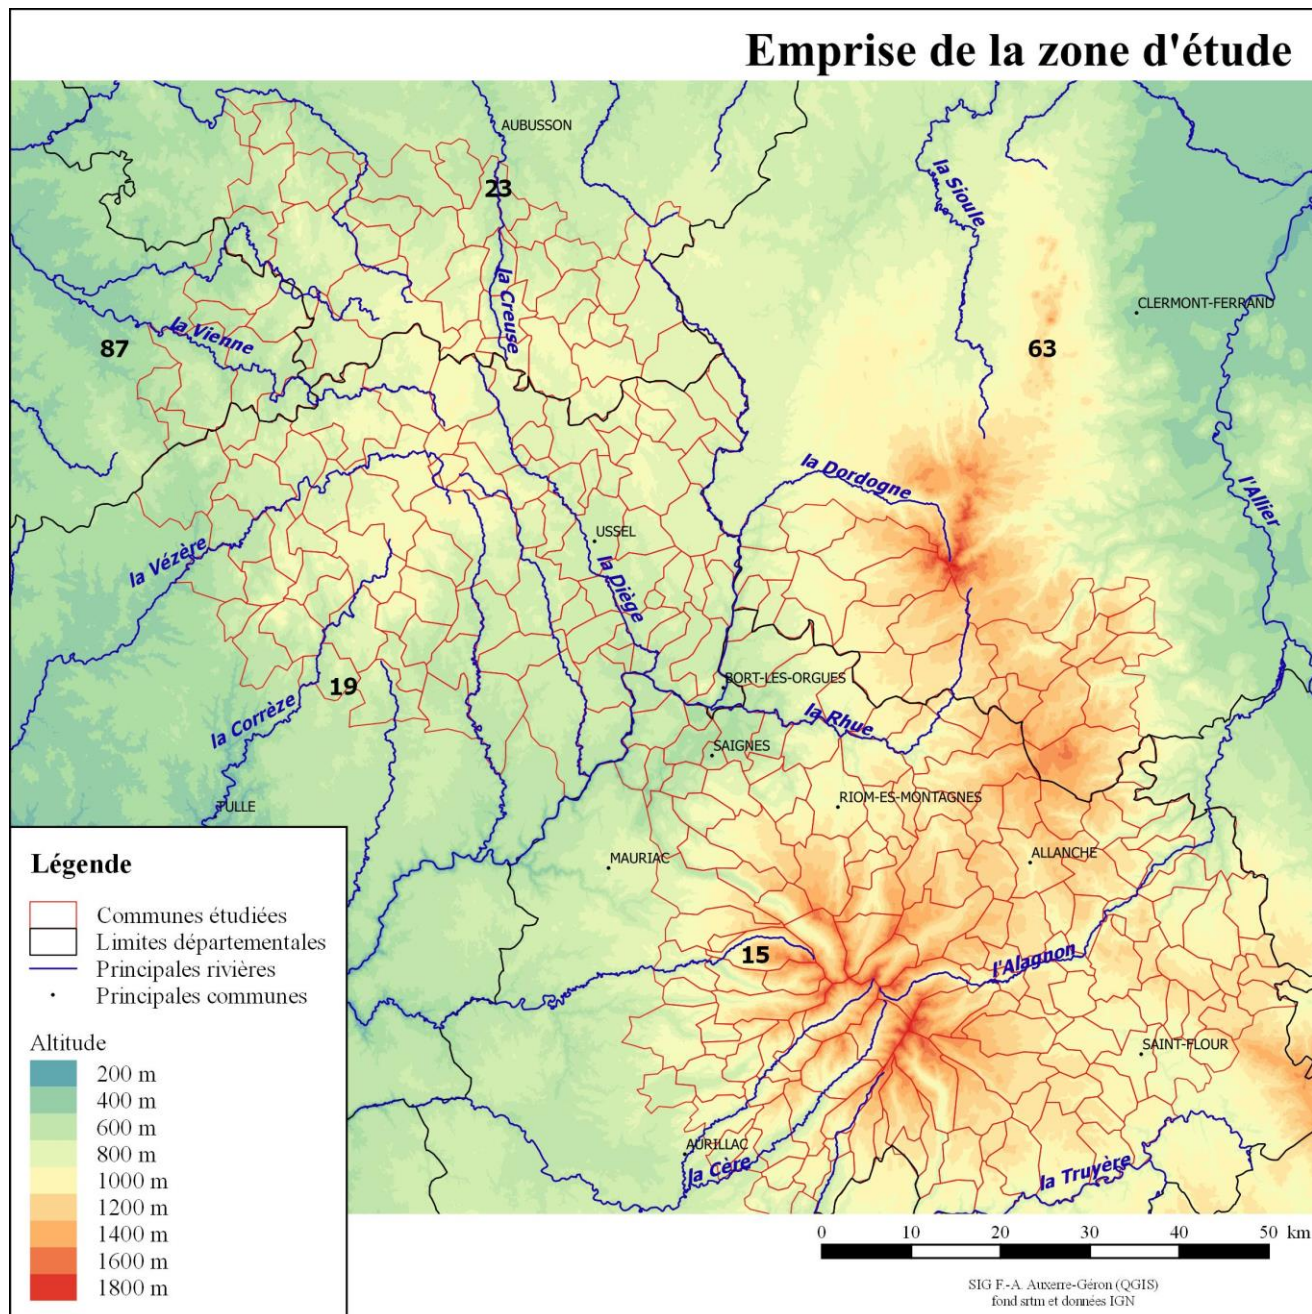 Emprise de la zone d'étude
AUBUSSON
23
la Sioule
la Creuse
CLERMONT-FERRAND
la Vienne
87
63
la Dordogne
l'Allier
USSEL
la Vézère
la Diège
BORT-LES-ORGUES
19
la Corrèze
la Rhue
SAIGNES
TULLE
RIOM-ES-MONTAGNES
MAURIAC
ALLANCHE
15
l'Alagnon
SAINT-FLOUR
AURILLAC
la Cère
la Truyère
Légende
Communes étudiées
Limites départementales
Principales rivières
Principales communes
Altitude
200 m
400 m
600 m
800 m
1000 m
1200 m
1400 m
1600 m
1800 m
0 10 20 30 40 50 km
SIG F.-A. Auxerre-Géron (QGIS)
fond srtm et données IGN